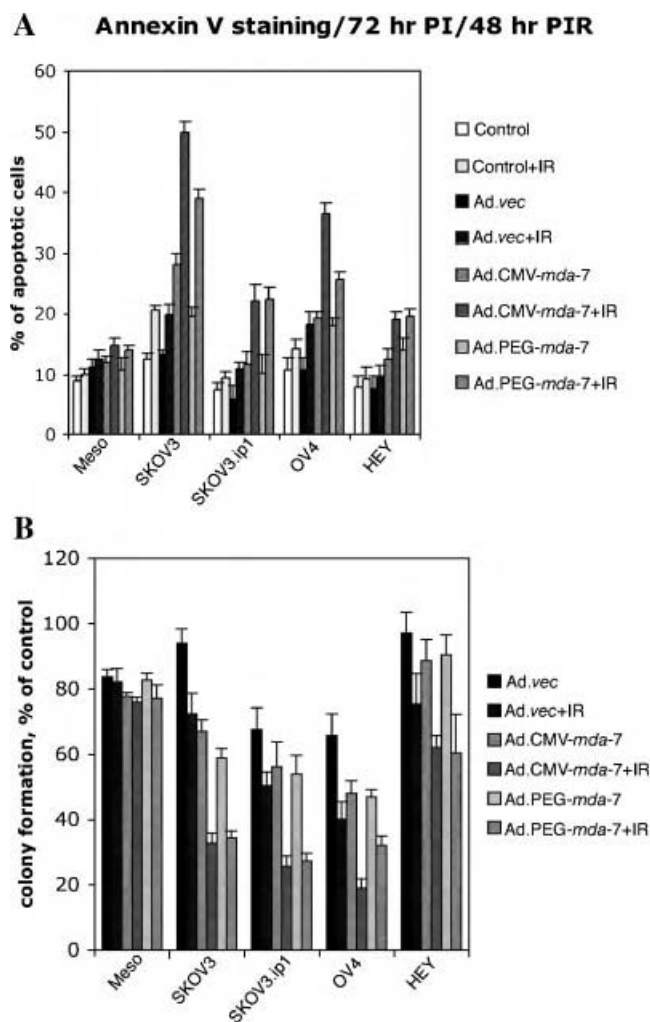 A Annexin V staining/72 hr PI/48 hr PIR
60
50
40
30
20
10
0
% of apoptotic cells
Meso
SKOV3
SKOV3.ip1
OV4
HEY
Control
Control+IR
Ad.vec
Ad.vec+IR
Ad.CMV-mda-7
Ad.CMV-mda-7+IR
Ad.PEG-mda-7
Ad.PEG-mda-7+IR
B
120
100
80
60
40
20
0
colony formation, % of control
Meso
SKOV3
SKOV3.ip1
OV4
HEY
Ad.vec
Ad.vec+IR
Ad.CMV-mda-7
Ad.CMV-mda-7+IR
Ad.PEG-mda-7
Ad.PEG-mda-7+IR